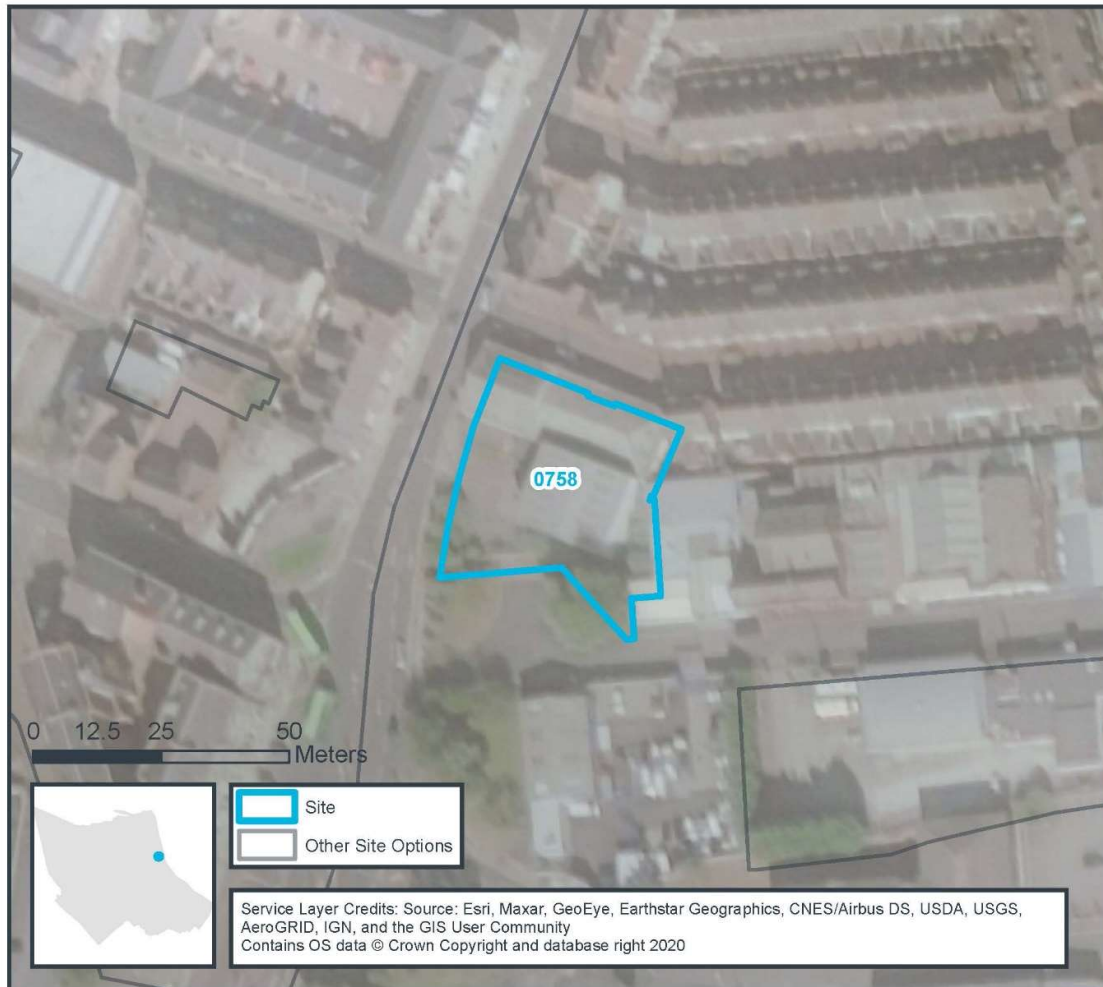 0758
0 12.5 25 50
Meters
Site
Other Site Options
Service Layer Credits: Source: Esri, Maxar, GeoEye, Earthstar Geographics, CNES/Airbus DS, USDA, USGS,
AeroGRID, IGN, and the GIS User Community
Contains OS data © Crown Copyright and database right 2020